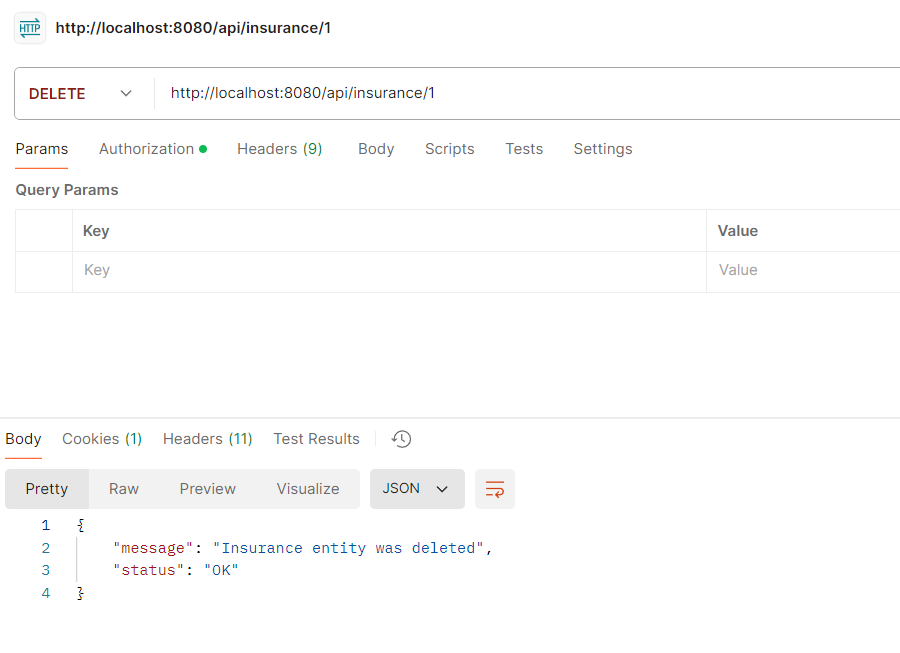 HTTP http://localhost:8080/api/insurance/1
DELETE http://localhost:8080/api/insurance/1
Params Authorization Headers (9) Body Scripts Tests Settings
Query Params
Key Value
Key Value
Body Cookies (1) Headers (11) Test Results
Pretty Raw Preview Visualize JSON
1 {
2 "message": "Insurance entity was deleted",
3 "status": "OK"
4 }